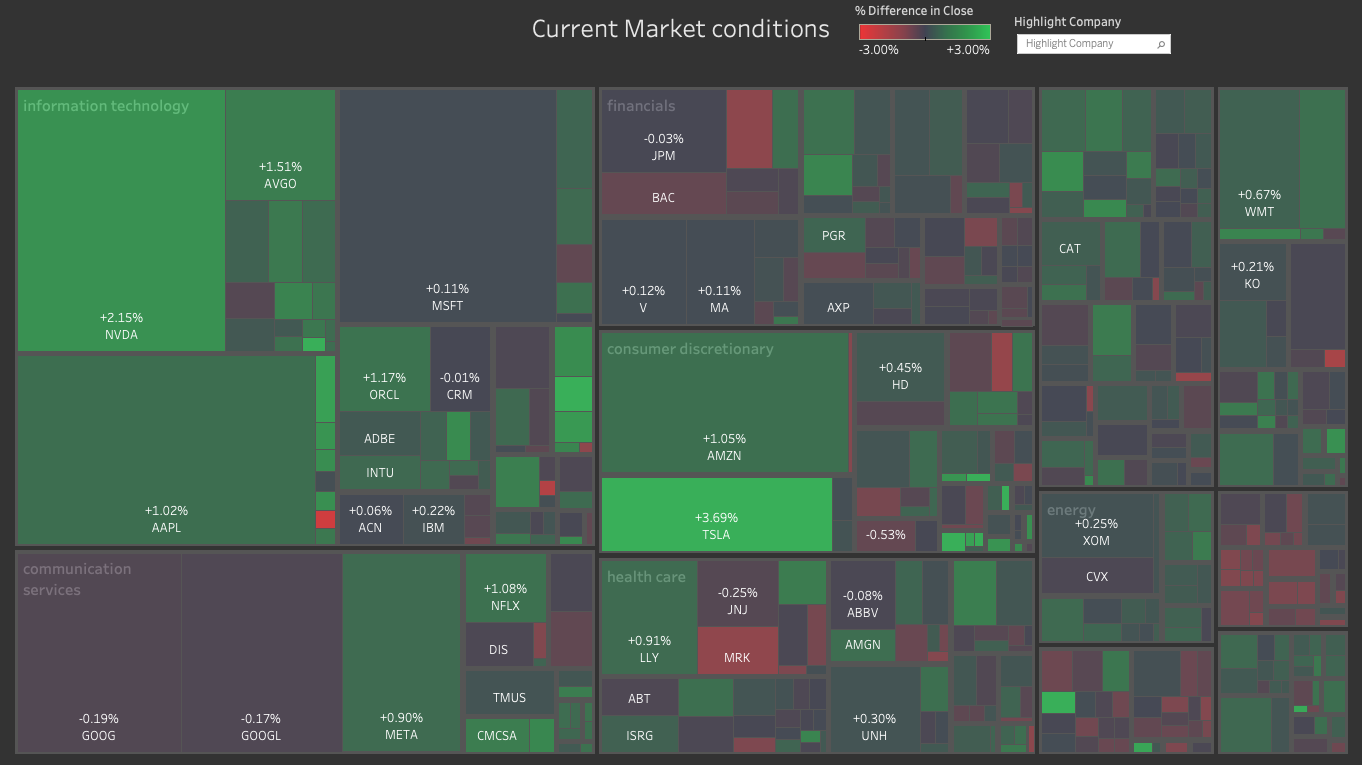 Current Market conditions
% Difference in Close
-3.00%
+3.00%
Highlight Company
Highlight Company
information technology
+2.15%
NVDA
+1.51%
AVGO
+0.11%
MSFT
+1.02%
AAPL
+1.17%
ORCL
-0.01%
CRM
ADBE
INTU
+0.06%
ACN
+0.22%
IBM
communication
services
-0.19%
GOOG
-0.17%
GOOGL
+0.90%
META
+1.08%
NFLX
DIS
TMUS
CMCSA
financials
-0.03%
JPM
BAC
+0.12%
V
+0.11%
MA
PGR
AXP
consumer discretionary
+1.05%
AMZN
+3.69%
TSLA
+0.45%
HD
-0.53%
health care
+0.91%
LLY
-0.25%
JNJ
MRK
-0.08%
ABBV
AMGN
ABT
ISRG
+0.30%
UNH
CAT
energy
+0.25%
XOM
CVX
+0.67%
WMT
+0.21%
KO